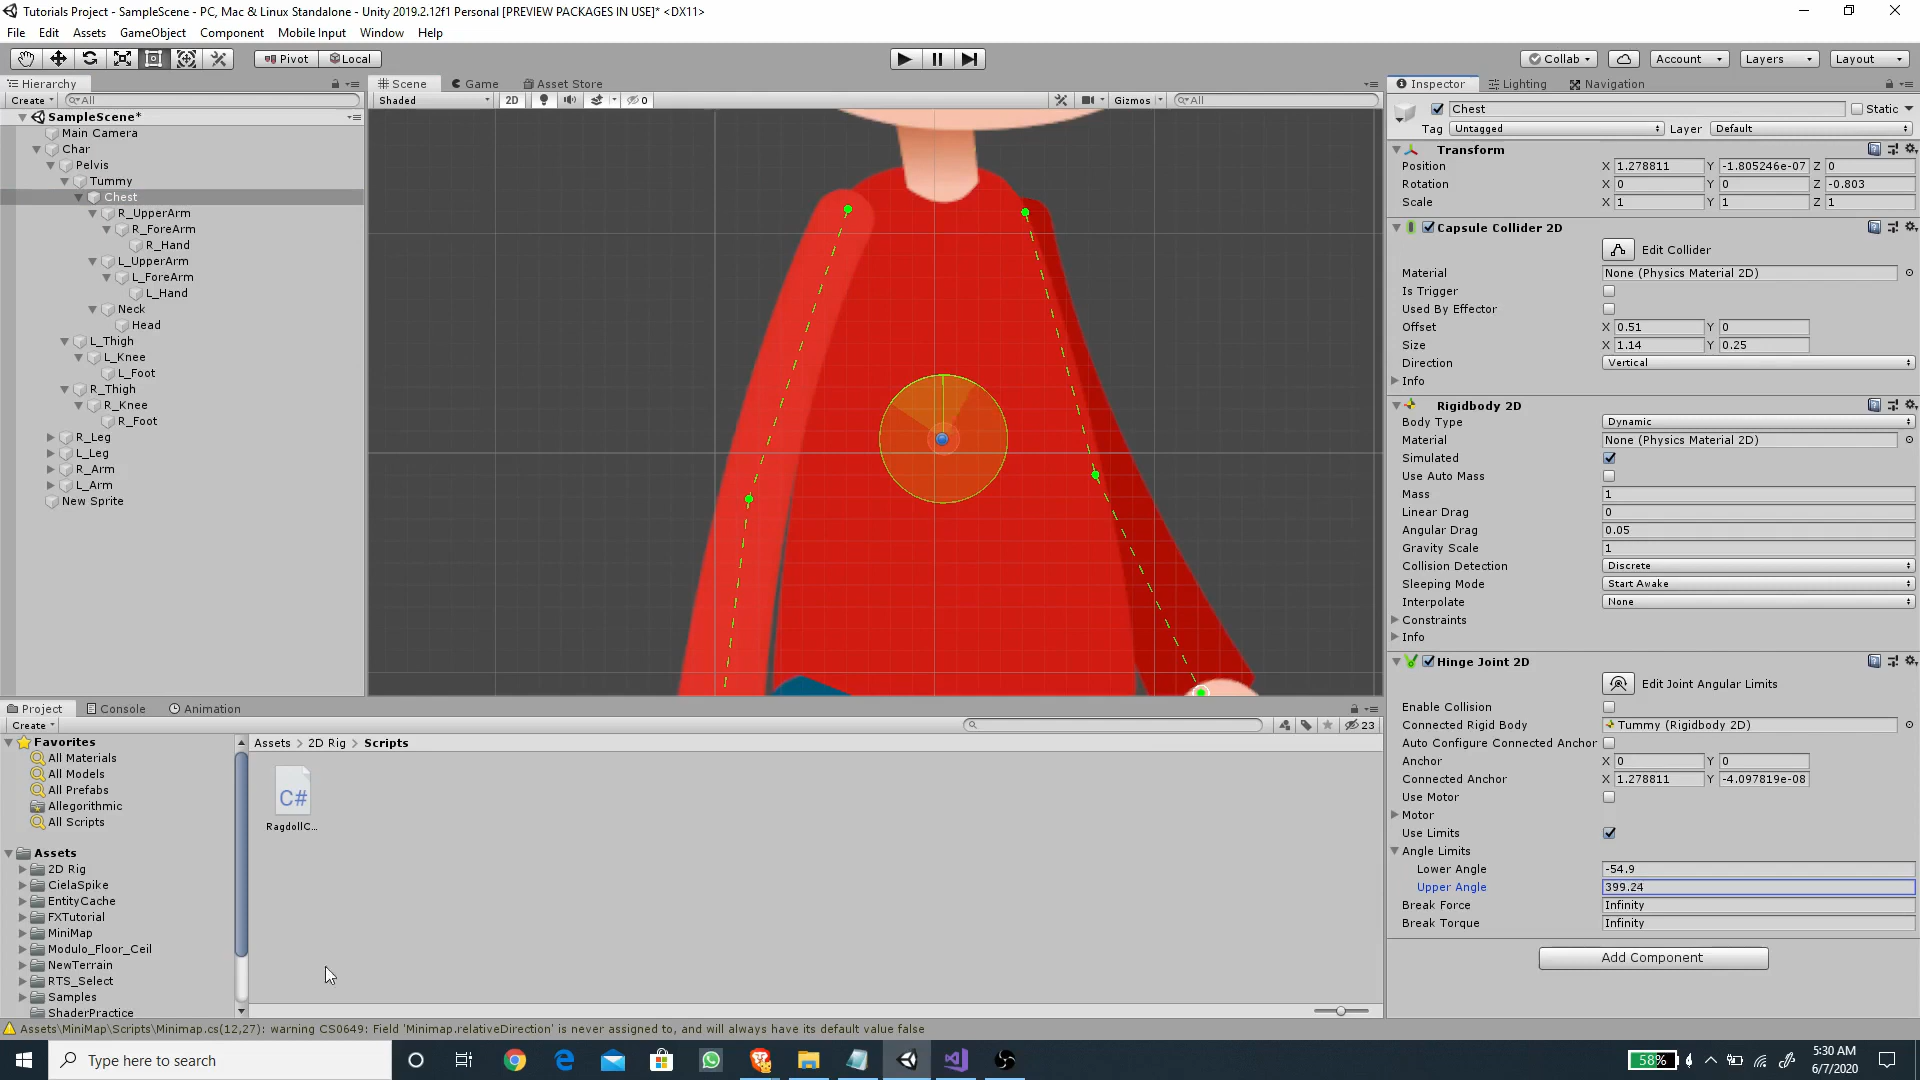 Tutorials Project - SampleScene - PC, Mac & Linux Standalone - Unity 2019.2.12f1 Personal [PREVIEW PACKAGES IN USE]* <DX11>
File Edit Assets GameObject Component Mobile Input Window Help
Pivot Local Collab Account Layers Layout
Hierarchy
Create All
SampleScene*
Main Camera
Char
Pelvis
Tummy
Chest
R_UpperArm
R_ForeArm
R_Hand
L_UpperArm
L_ForeArm
L_Hand
Neck
Head
L_Thigh
L_Knee
L_Foot
R_Thigh
R_Knee
R_Foot
R_Leg
L_Leg
R_Arm
L_Arm
New Sprite
Scene Game Asset Store
Shaded 2D 0 Gizmos All
Inspector Lighting Navigation
Chest Static
Tag Untagged Layer Default
Transform
Position X 1.278811 Y -1.805246e-07 Z 0
Rotation X 0 Y 0 Z -0.803
Scale X 1 Y 1 Z 1
Capsule Collider 2D
Edit Collider
Material None (Physics Material 2D)
Is Trigger
Used By Effector
Offset X 0.51 Y 0
Size X 1.14 Y 0.25
Direction Vertical
Info
Rigidbody 2D
Body Type Dynamic
Material None (Physics Material 2D)
Simulated
Use Auto Mass
Mass 1
Linear Drag 0
Angular Drag 0.05
Gravity Scale 1
Collision Detection Discrete
Sleeping Mode Start Awake
Interpolate None
Constraints
Info
Hinge Joint 2D
Edit Joint Angular Limits
Enable Collision
Connected Rigid Body Tummy (Rigidbody 2D)
Auto Configure Connected Anchor
Anchor X 0 Y 0
Connected Anchor X 1.278811 Y -4.097819e-08
Use Motor
Motor
Use Limits
Angle Limits
Lower Angle -54.9
Upper Angle 399.24
Break Force Infinity
Break Torque Infinity
Add Component
Project Console Animation
Create 23
Favorites
All Materials
All Models
All Prefabs
Allegorithmic
All Scripts
Assets
2D Rig
CielaSpike
EntityCache
FXTutorial
MiniMap
Modulo_Floor_Ceil
NewTerrain
RTS_Select
Samples
ShaderPractice
Assets > 2D Rig > Scripts
C#
RagdollC...
Assets\MiniMap\Scripts\Minimap.cs(12,27): warning CS0649: Field 'Minimap.relativeDirection' is never assigned to, and will always have its default value false
Type here to search
58%
5:30 AM
6/7/2020